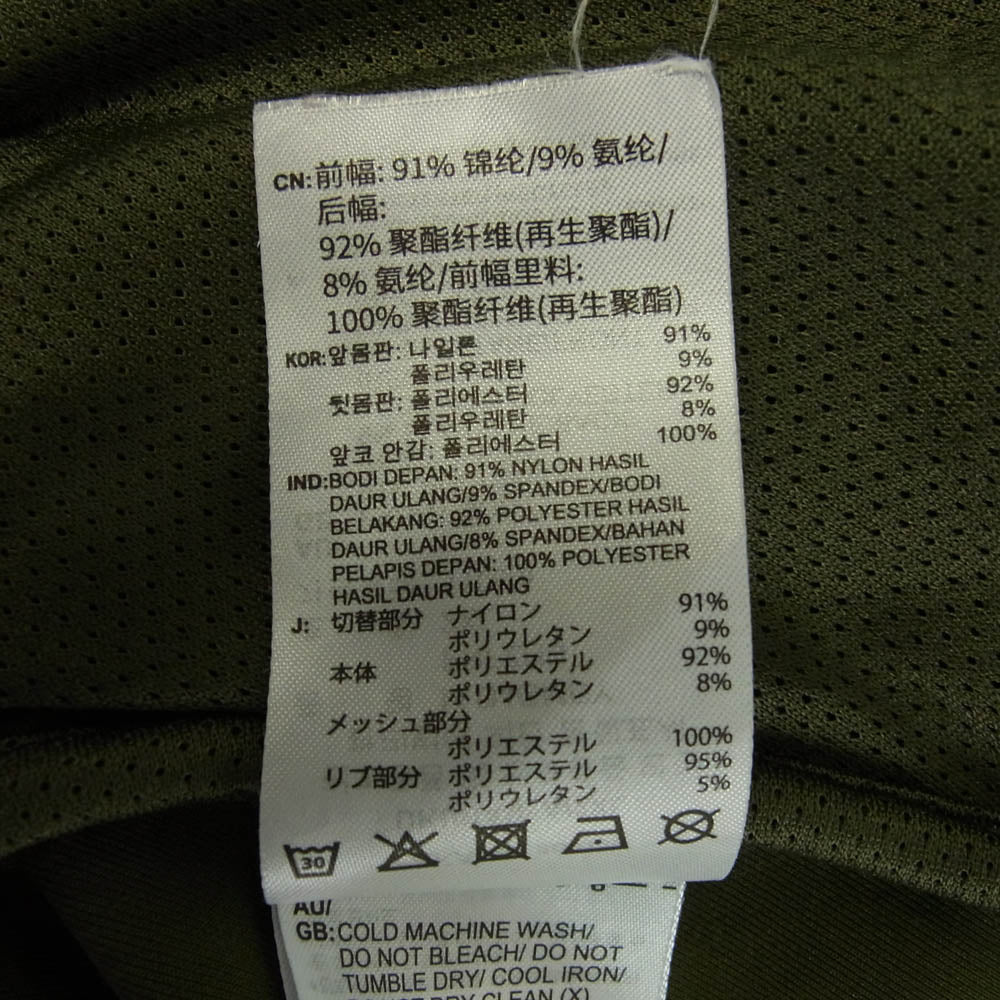 CN:前幅: 91% 锦纶/9% 氨纶/
后幅:
92% 聚酯纤维(再生聚酯)/
8% 氨纶/前幅里料:
100% 聚酯纤维(再生聚酯)
KOR:앞몸판: 나일론 91%
폴리우레탄 9%
뒷몸판: 폴리에스터 92%
폴리우레탄 8%
앞코 안감: 폴리에스터 100%
IND:BODI DEPAN: 91% NYLON HASIL
DAUR ULANG/9% SPANDEX/BODI
BELAKANG: 92% POLYESTER HASIL
DAUR ULANG/8% SPANDEX/BAHAN
PELAPIS DEPAN: 100% POLYESTER
HASIL DAUR ULANG
J: 切替部分 ナイロン 91%
ポリウレタン 9%
本体 ポリエステル 92%
ポリウレタン 8%
メッシュ部分
ポリエステル 100%
リブ部分 ポリエステル 95%
ポリウレタン 5%
30
AU/
GB:COLD MACHINE WASH/
DO NOT BLEACH/ DO NOT
TUMBLE DRY/ COOL IRON/
DRY CLEAN (X)